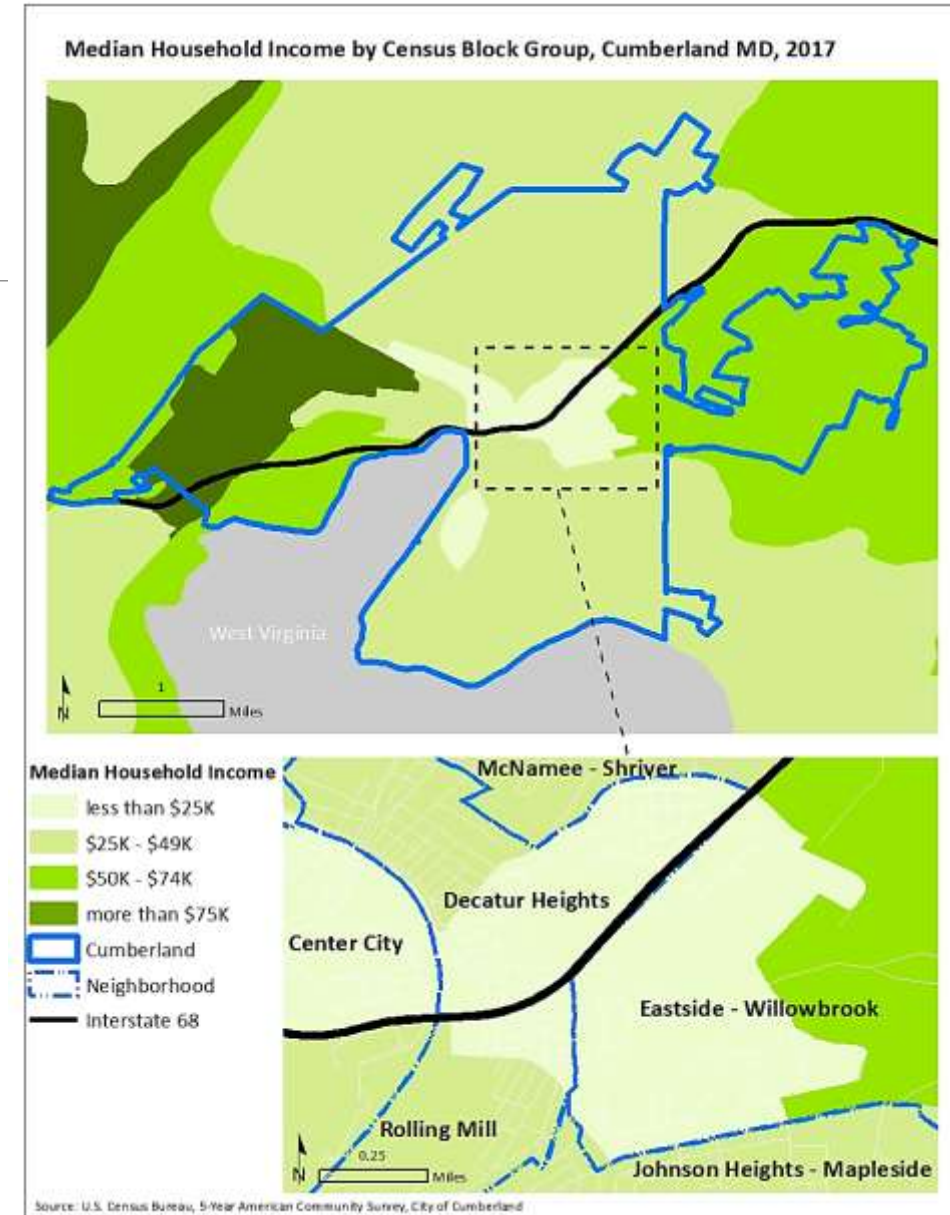 Median Household Income by Census Block Group, Cumberland MD, 2017
West Virginia
N
1
Miles
Median Household Income
less than $25K
$25K - $49K
$50K - $74K
more than $75K
Cumberland
Neighborhood
Interstate 68
McNamee - Shriver
Decatur Heights
Center City
Eastside - Willowbrook
Rolling Mill
Johnson Heights - Mapleside
N
0.25
Miles
Source: U.S. Census Bureau, 5-Year American Community Survey, City of Cumberland